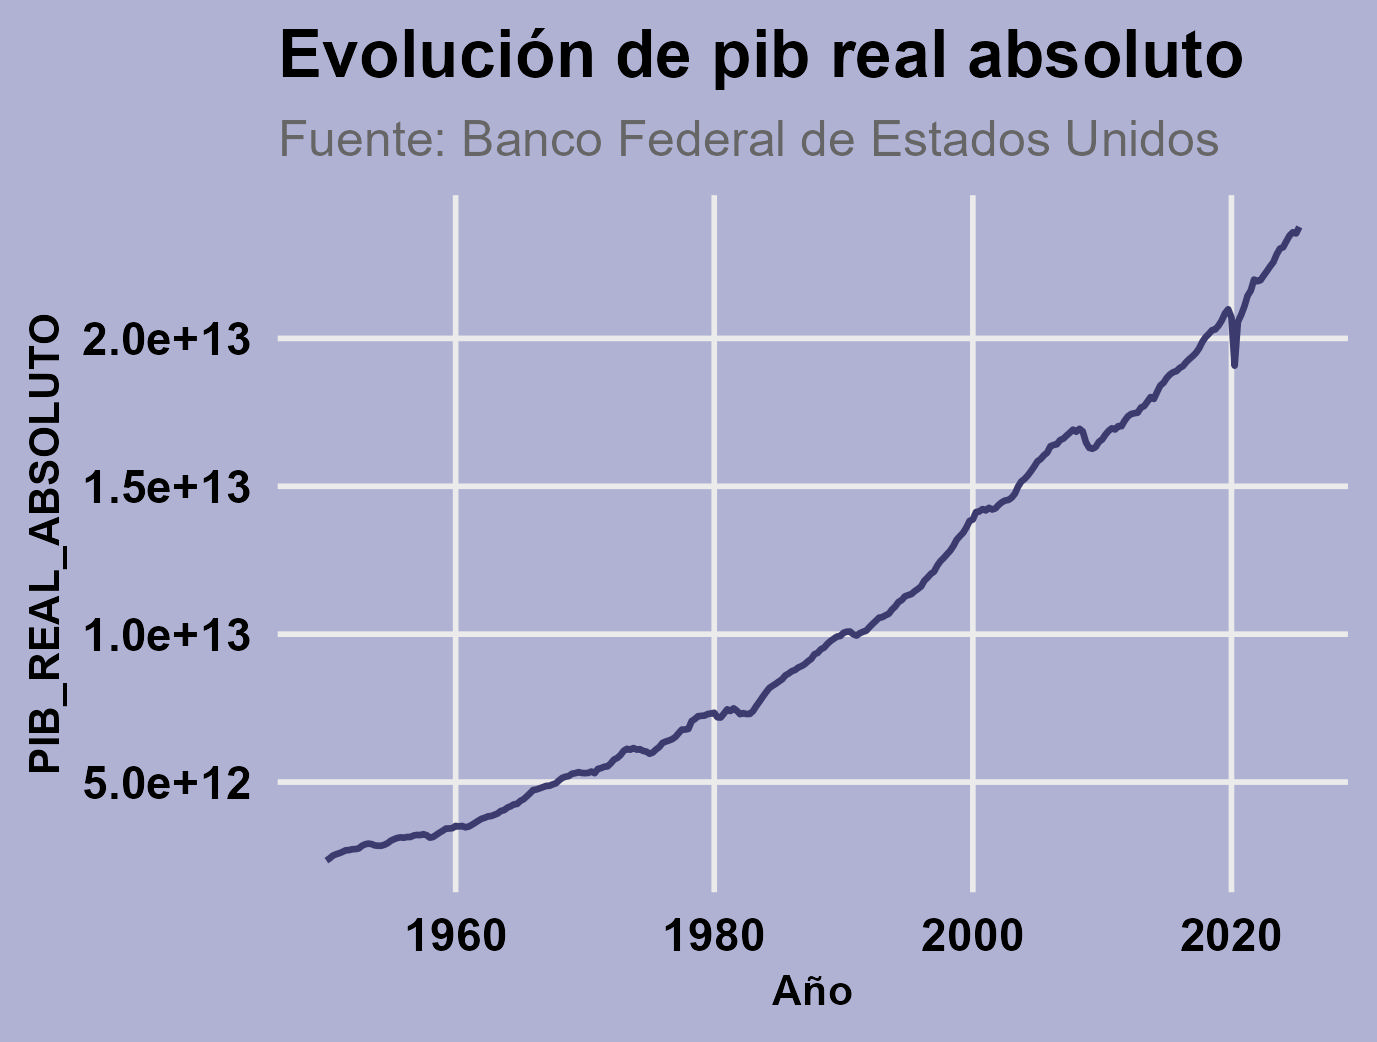 Evolución de pib real absoluto
Fuente: Banco Federal de Estados Unidos
PIB_REAL_ABSOLUTO
2.0e+13
1.5e+13
1.0e+13
5.0e+12
1960
1980
2000
2020
Año